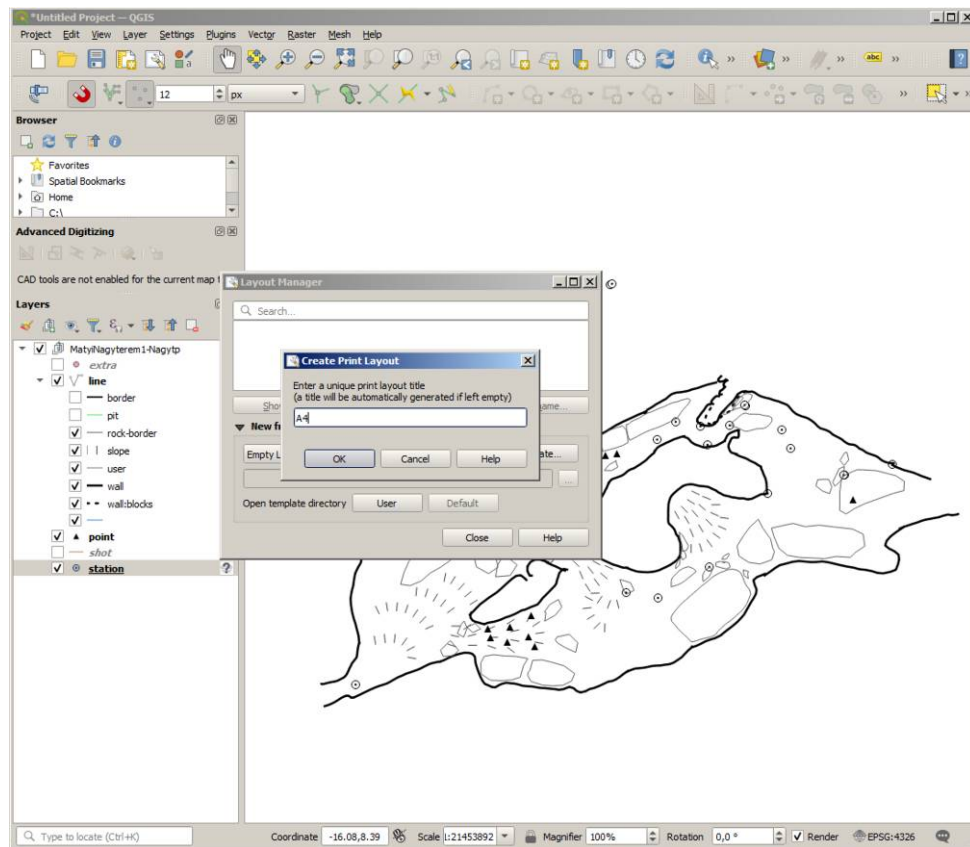 *Untitled Project — QGIS
Project Edit View Layer Settings Plugins Vector Raster Mesh Help
abc
12 px
Browser
Favorites
Spatial Bookmarks
Home
C:\
Advanced Digitizing
CAD tools are not enabled for the current map
Layers
MatyiNagyterem1-Nagytp
extra
line
border
pit
rock-border
slope
user
wall
wall:blocks
point
shot
station
?
Layout Manager
Search...
Create Print Layout
Enter a unique print layout title
(a title will be automatically generated if left empty)
A4
OK Cancel Help
Open template directory User Default
Close Help
Type to locate (Ctrl+K) Coordinate -16.08,8.39 Scale 1:21453892 Magnifier 100% Rotation 0,0 ° Render EPSG:4326